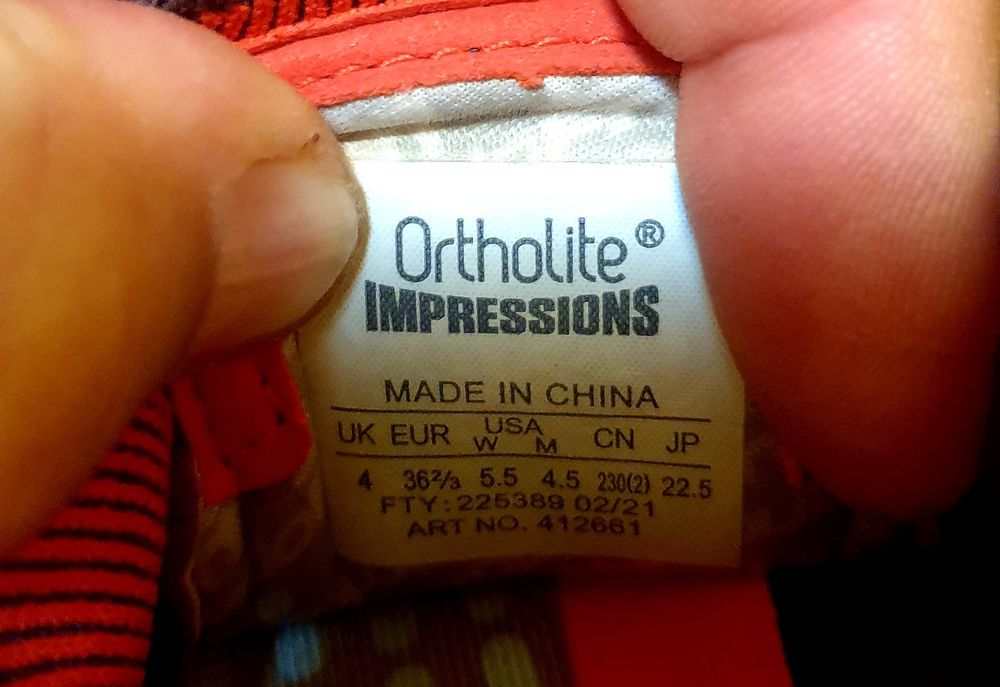 Ortholite®
IMPRESSIONS
MADE IN CHINA
UK EUR USA W M CN JP
4 36⅔ 5.5 4.5 230(2) 22.5
FTY: 225389 02/21
ART NO. 412661